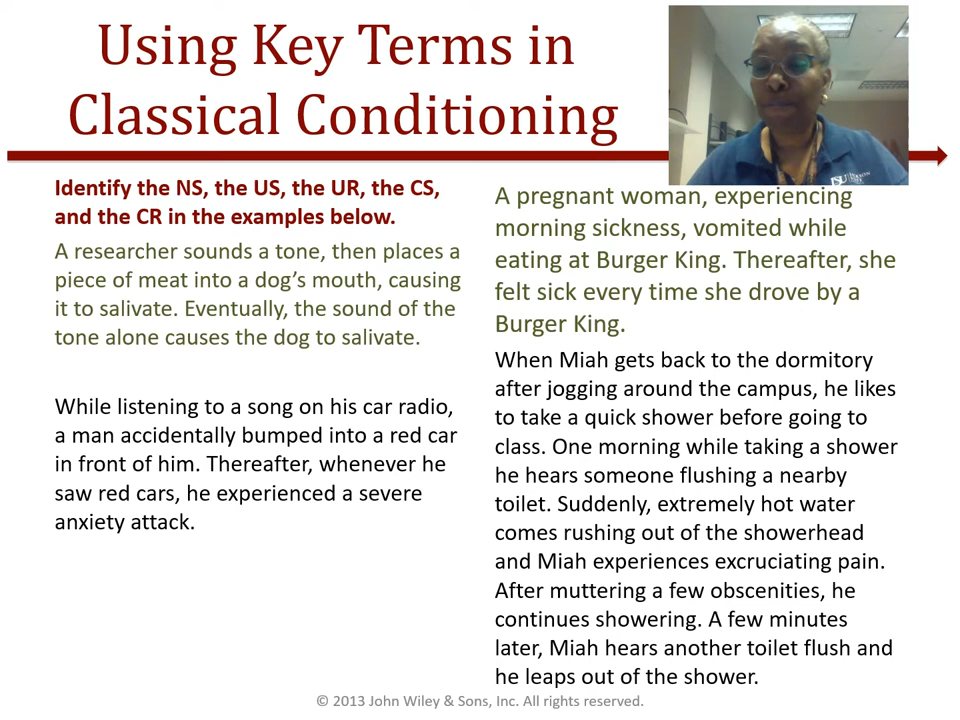 Using Key Terms in
Classical Conditioning
Identify the NS, the US, the UR, the CS,
and the CR in the examples below.
A researcher sounds a tone, then places a
piece of meat into a dog’s mouth, causing
it to salivate. Eventually, the sound of the
tone alone causes the dog to salivate.
While listening to a song on his car radio,
a man accidentally bumped into a red car
in front of him. Thereafter, whenever he
saw red cars, he experienced a severe
anxiety attack.
A pregnant woman, experiencing
morning sickness, vomited while
eating at Burger King. Thereafter, she
felt sick every time she drove by a
Burger King.
When Miah gets back to the dormitory
after jogging around the campus, he likes
to take a quick shower before going to
class. One morning while taking a shower
he hears someone flushing a nearby
toilet. Suddenly, extremely hot water
comes rushing out of the showerhead
and Miah experiences excruciating pain.
After muttering a few obscenities, he
continues showering. A few minutes
later, Miah hears another toilet flush and
he leaps out of the shower.
© 2013 John Wiley & Sons, Inc. All rights reserved.